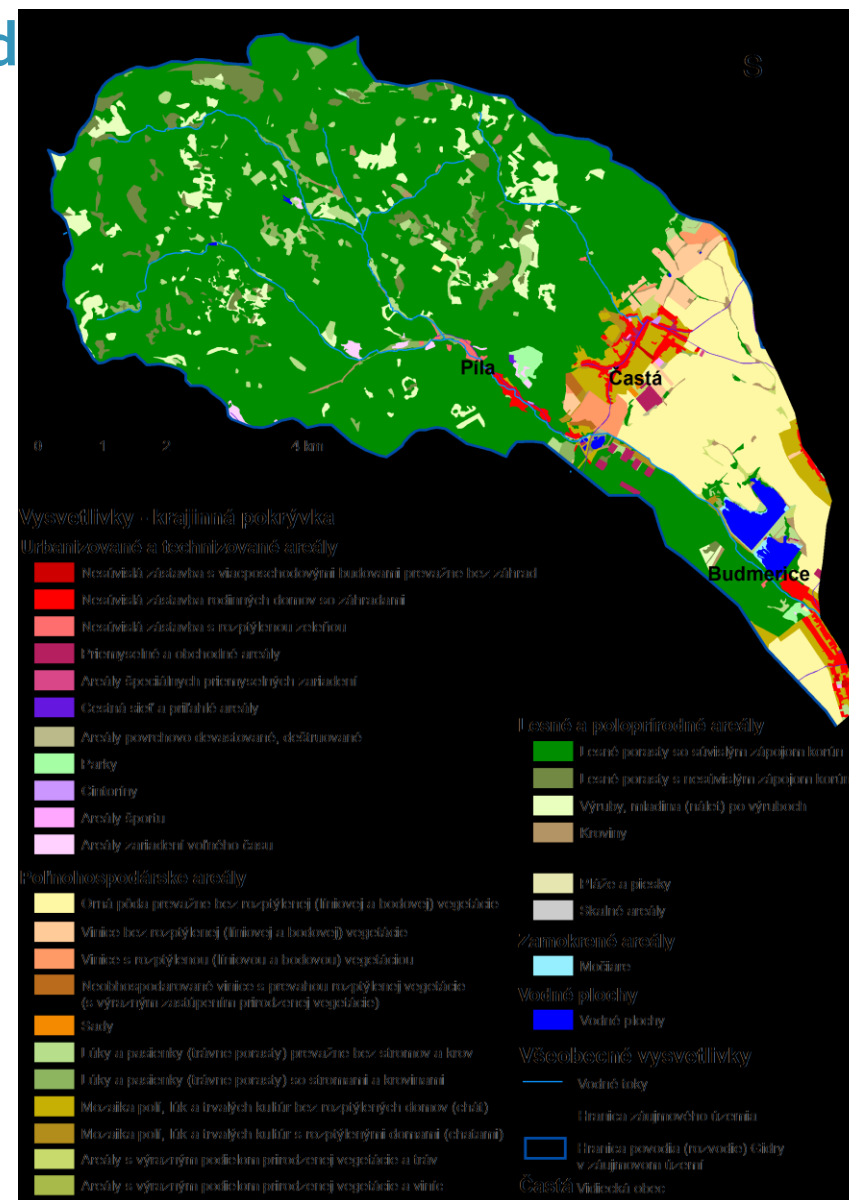 d
S
Píla
Častá
Budmerice
0 1 2 4 km
Vysvetlivky - krajinná pokrývka
Urbanizované a technizované areály
Nesúvislá zástavba s viacposchodovými budovami prevažne bez záhrad
Nesúvislá zástavba rodinných domov so záhradami
Nesúvislá zástavba s rozptýlenou zeleňou
Priemyselné a obchodné areály
Areály špeciálnych priemyselných zariadení
Cestná sieť a priľahlé areály
Areály povrchovo devastované, deštruované
Parky
Cintoríny
Areály športu
Areály zariadení voľného času
Poľnohospodárske areály
Orná pôda prevažne bez rozptýlenej (líniovej a bodovej) vegetácie
Vinice bez rozptýlenej (líniovej a bodovej) vegetácie
Vinice s rozptýlenou (líniovou a bodovou) vegetáciou
Neobhospodarované vinice s prevahou rozptýlenej vegetácie
(s výrazným zastúpením prirodzenej vegetácie)
Sady
Lúky a pasienky (trávne porasty) prevažne bez stromov a krov
Lúky a pasienky (trávne porasty) so stromami a krovinami
Mozaika polí, lúk a trvalých kultúr bez rozptýlených domov (chát)
Mozaika polí, lúk a trvalých kultúr s rozptýlenými domami (chatami)
Areály s výrazným podielom prirodzenej vegetácie a tráv
Areály s výrazným podielom prirodzenej vegetácie a viníc
Lesné a poloprírodné areály
Lesné porasty so súvislým zápojom korún
Lesné porasty s nesúvislým zápojom korún
Výruby, mladina (nálet) po výruboch
Kroviny
Pláže a piesky
Skalné areály
Zamokrené areály
Močiare
Vodné plochy
Vodné plochy
Všeobecné vysvetlivky
Vodné toky
Hranica záujmového územia
Hranica povodia (rozvodie) Gidry
v záujmovom území
Častá Vidiecká obec